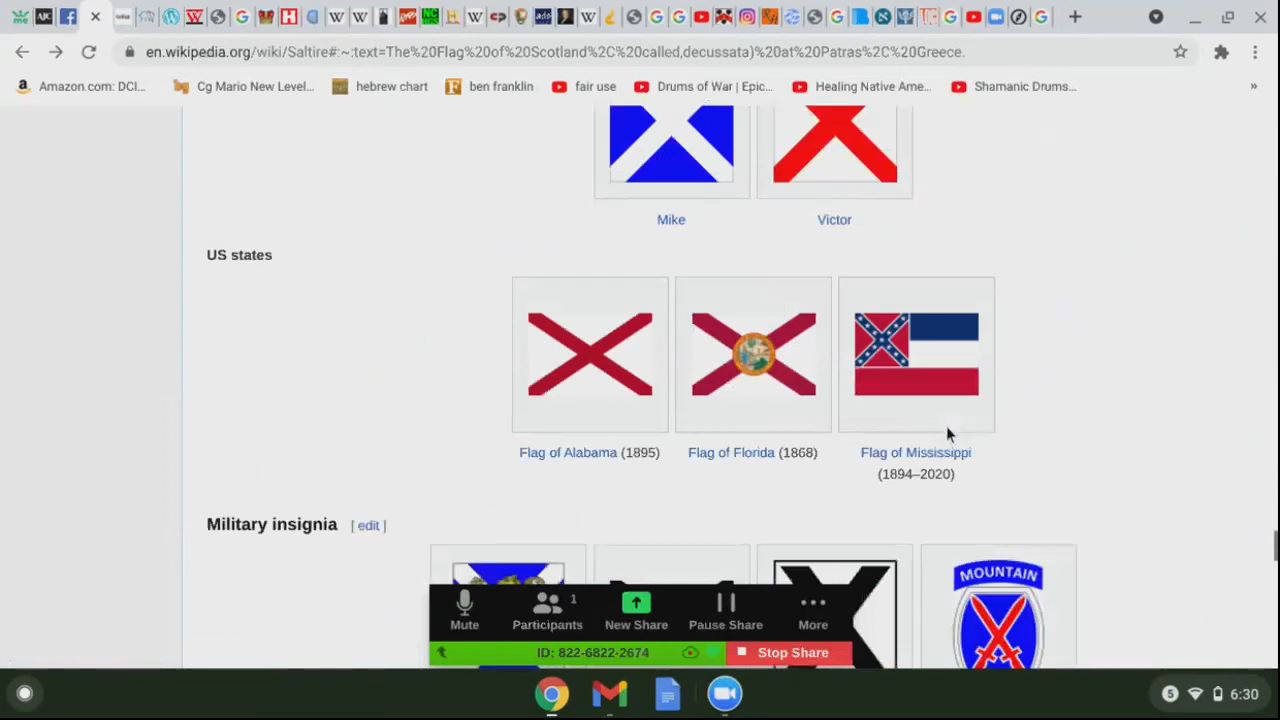 en.wikipedia.org/wiki/Saltire#:~:text=The%20Flag%20of%20Scotland%2C%20called,decussata)%20at%20Patras%2C%20Greece.
Amazon.com: DCI... Cg Mario New Level... hebrew chart ben franklin fair use Drums of War | Epic... Healing Native Ame... Shamanic Drums... »
Mike Victor
US states
Flag of Alabama (1895) Flag of Florida (1868) Flag of Mississippi
(1894–2020)
Military insignia [ edit ]
MOUNTAIN
1
Mute Participants New Share Pause Share More
ID: 822-6822-2674 Stop Share
5 6:30